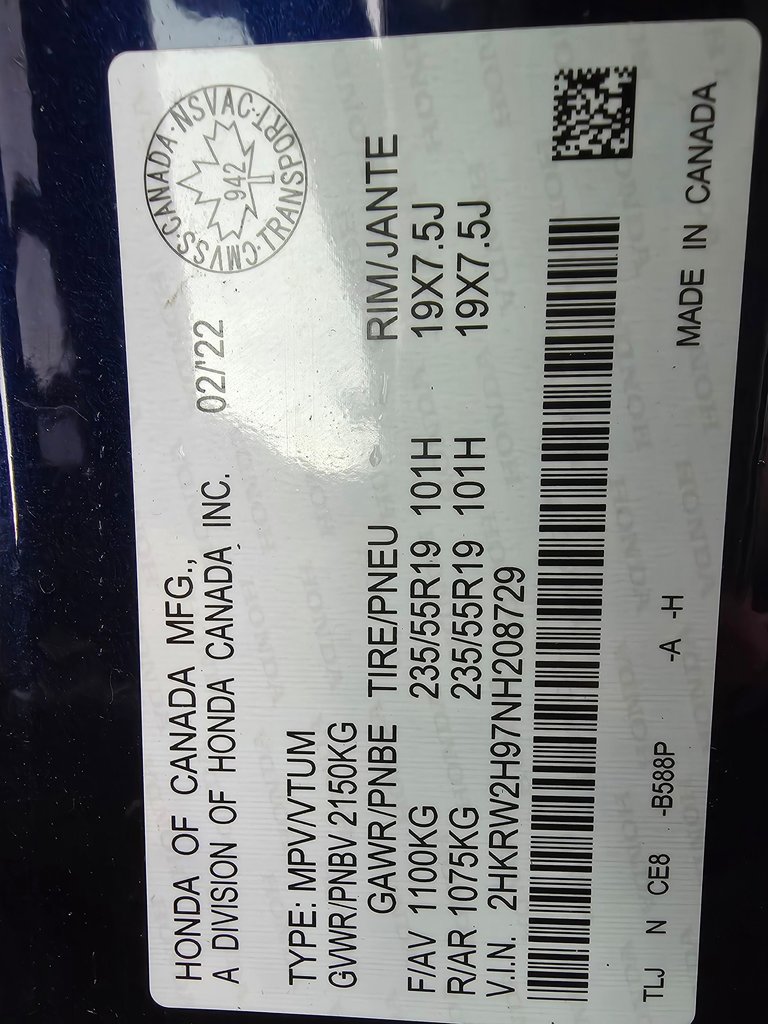 HONDA OF CANADA MFG.,
A DIVISION OF HONDA CANADA INC. 02/'22
CMVSS·CANADA·NSVAC·TRANSPORT
942
TYPE: MPV/VTUM
GVWR/PNBV 2150KG
GAWR/PNBE TIRE/PNEU RIM/JANTE
F/AV 1100KG 235/55R19 101H 19X7.5J
R/AR 1075KG 235/55R19 101H 19X7.5J
V.I.N. 2HKRW2H97NH208729
TLJ N CE8 -B588P -A -H
MADE IN CANADA